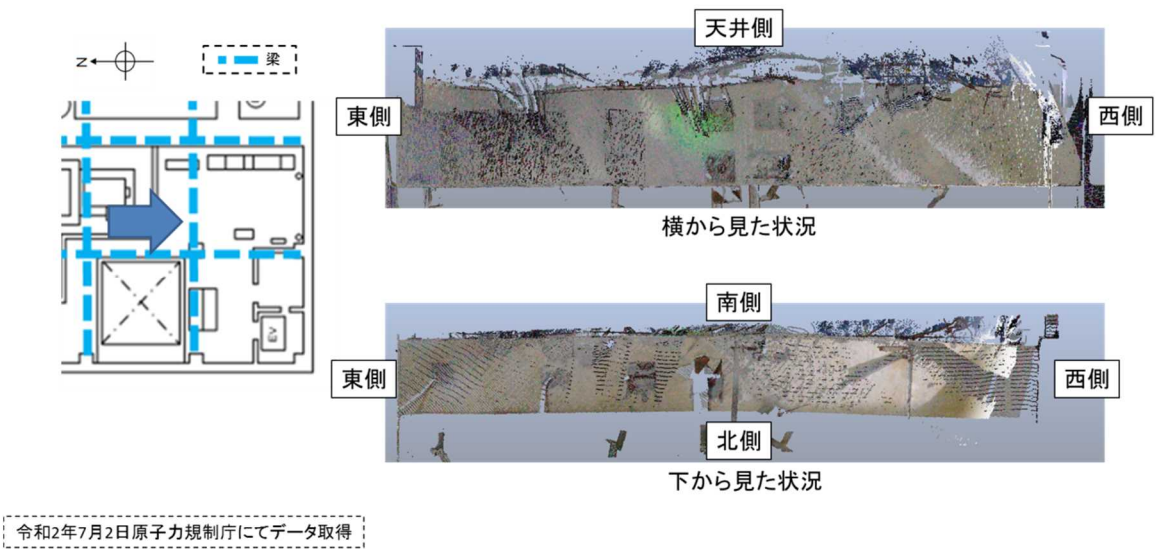 天井側
N
梁
東側
西側
横から見た状況
南側
EV
東側
西側
北側
下から見た状況
令和2年7月2日原子力規制庁にてデータ取得